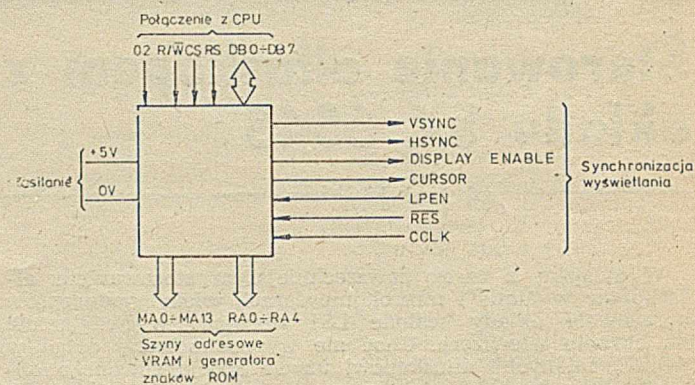 Połączenie z CPU
02 R/W̅ CS RS DB0÷DB7
+5V
Zasilanie
0V
VSYNC
HSYNC
DISPLAY ENABLE
CURSOR
LPEN
R̅E̅S̅
CCLK
Synchronizacja
wyświetlania
MA0÷MA13 RA0÷RA4
Szyny adresowe
VRAM i generatora
znaków ROM